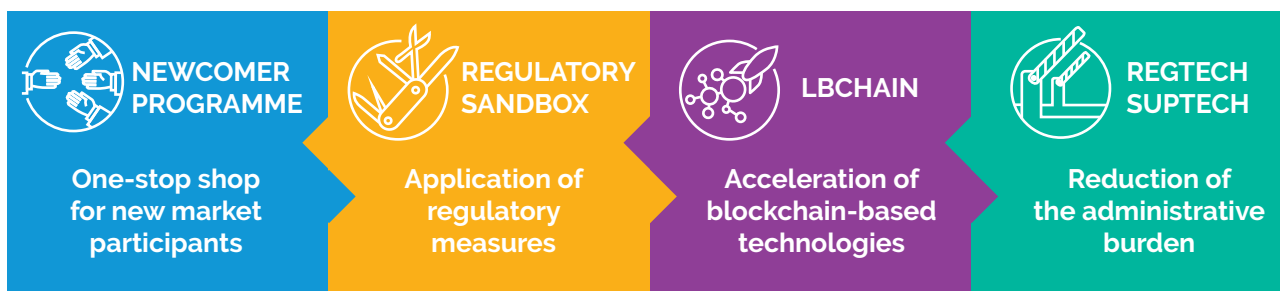 NEWCOMER
PROGRAMME
One-stop shop
for new market
participants
REGULATORY
SANDBOX
Application of
regulatory
measures
LBCHAIN
Acceleration of
blockchain-based
technologies
REGTECH
SUPTECH
Reduction of
the administrative
burden